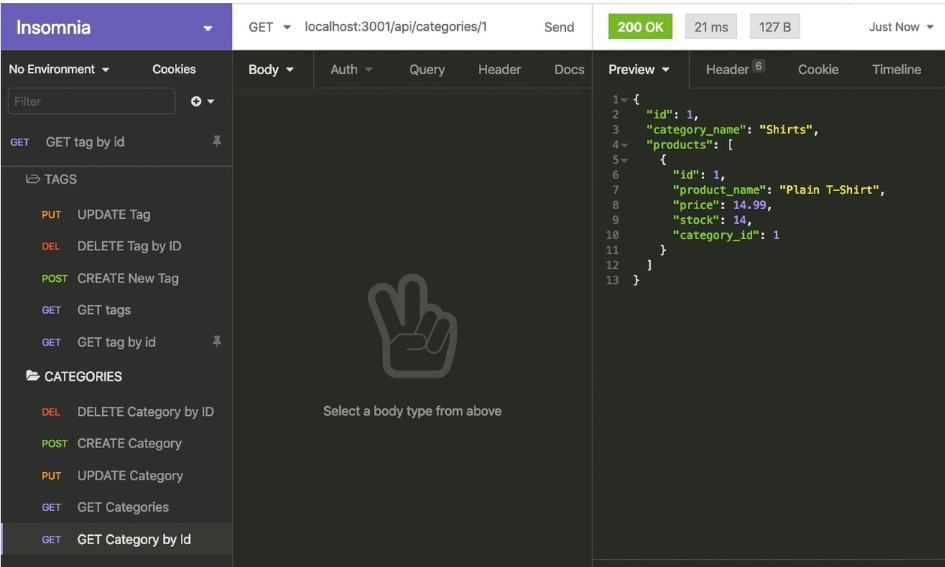 Insomnia
GET localhost:3001/api/categories/1 Send
200 OK 21 ms 127 B Just Now
No Environment Cookies
Body Auth Query Header Docs
Preview Header 6 Cookie Timeline
Filter
GET GET tag by id
TAGS
PUT UPDATE Tag
DEL DELETE Tag by ID
POST CREATE New Tag
GET GET tags
GET GET tag by id
CATEGORIES
DEL DELETE Category by ID
POST CREATE Category
PUT UPDATE Category
GET GET Categories
GET GET Category by Id
Select a body type from above
1 {
2 "id": 1,
3 "category_name": "Shirts",
4 "products": [
5 {
6 "id": 1,
7 "product_name": "Plain T-Shirt",
8 "price": 14.99,
9 "stock": 14,
10 "category_id": 1
11 }
12 ]
13 }